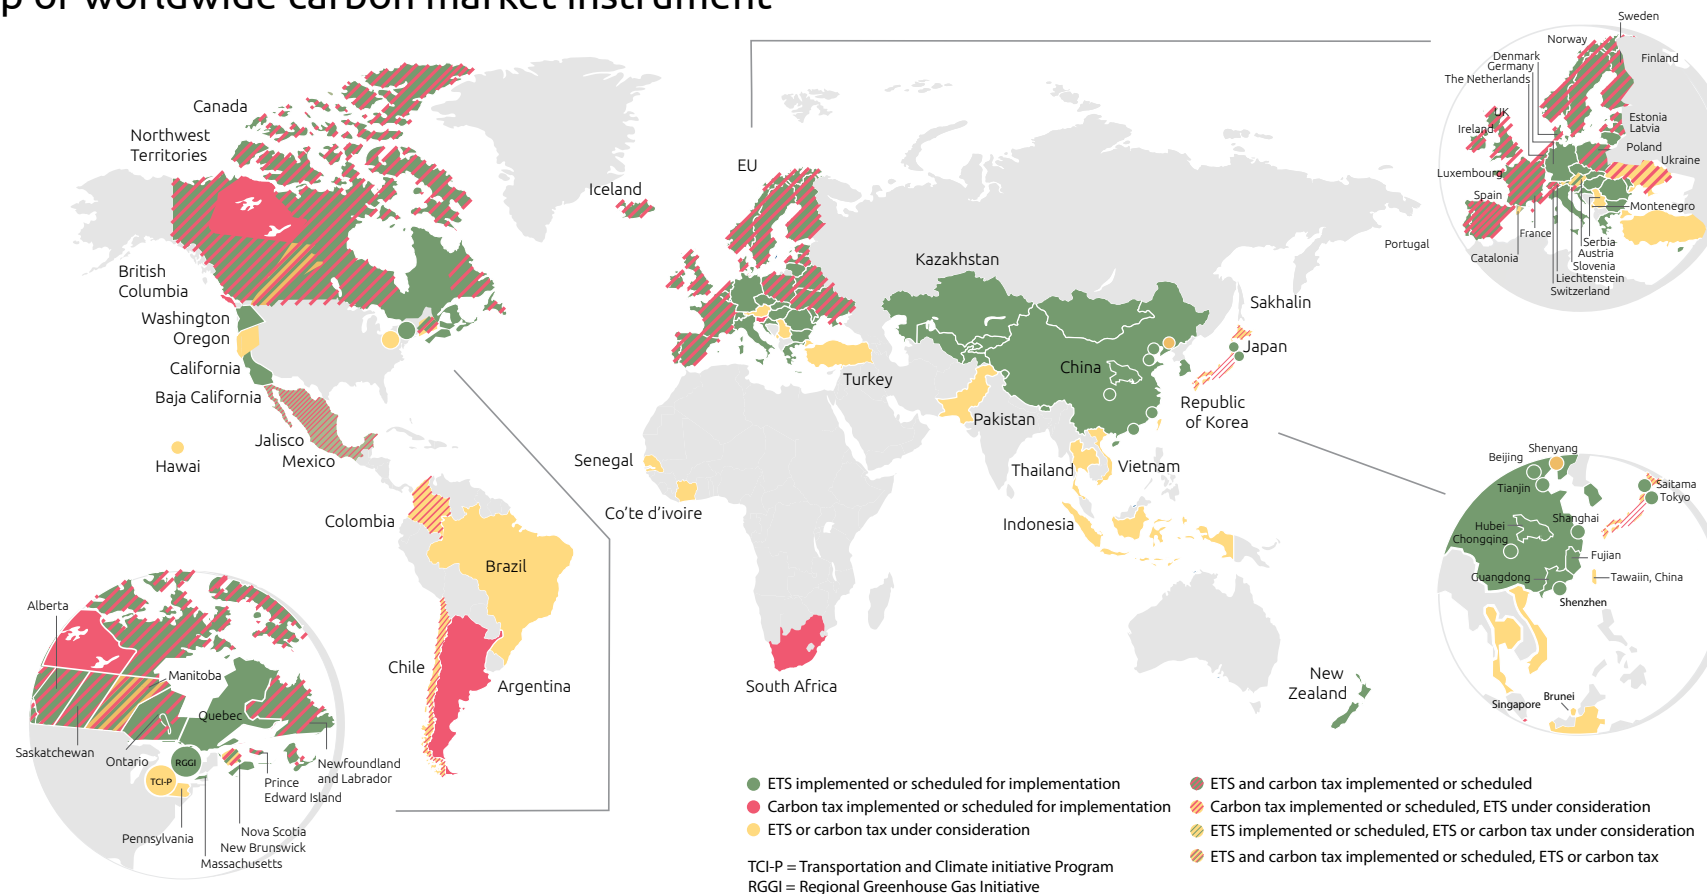 p of worldwide carbon market instrument
Canada
Northwest
Territories
British
Columbia
Washington
Oregon
California
Baja California
Jalisco
Mexico
Hawai
Colombia
Brazil
Chile
Argentina
Iceland
EU
Senegal
Co’te d’ivoire
South Africa
Turkey
Kazakhstan
China
Pakistan
Thailand
Vietnam
Indonesia
Sakhalin
Japan
Republic
of Korea
New
Zealand
Sweden
Norway
Finland
Denmark
Germany
The Netherlands
UK
Ireland
Estonia
Latvia
Poland
Ukraine
Luxembourg
Spain
Montenegro
Portugal
France
Catalonia
Serbia
Austria
Slovenia
Liechtenstein
Switzerland
Shenyang
Beijing
Tianjin
Saitama
Tokyo
Shanghai
Hubei
Chongqing
Fujian
Guangdong
Tawaiin, China
Shenzhen
Brunei
Singapore
Alberta
Manitoba
Quebec
Saskatchewan
Ontario
RGGI
TCI-P
Newfoundland
and Labrador
Prince
Edward Island
Pennsylvania
Nova Scotia
New Brunswick
Massachusetts
ETS implemented or scheduled for implementation
Carbon tax implemented or scheduled for implementation
ETS or carbon tax under consideration
ETS and carbon tax implemented or scheduled
Carbon tax implemented or scheduled, ETS under consideration
ETS implemented or scheduled, ETS or carbon tax under consideration
ETS and carbon tax implemented or scheduled, ETS or carbon tax
TCI-P = Transportation and Climate initiative Program
RGGI = Regional Greenhouse Gas Initiative